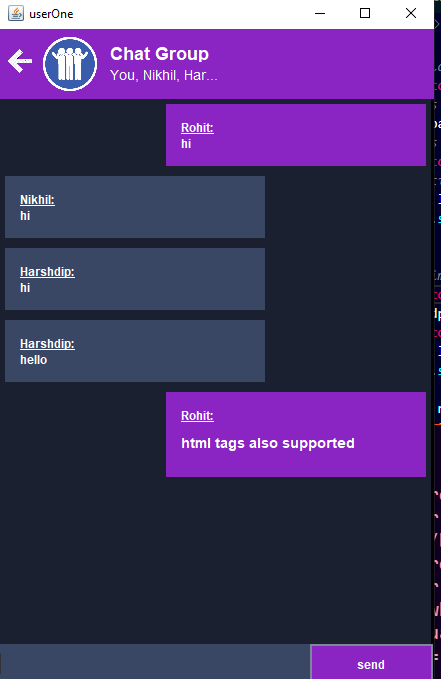 userOne
Chat Group
You, Nikhil, Har...
Rohit:
hi
Nikhil:
hi
Harshdip:
hi
Harshdip:
hello
Rohit:
html tags also supported
send